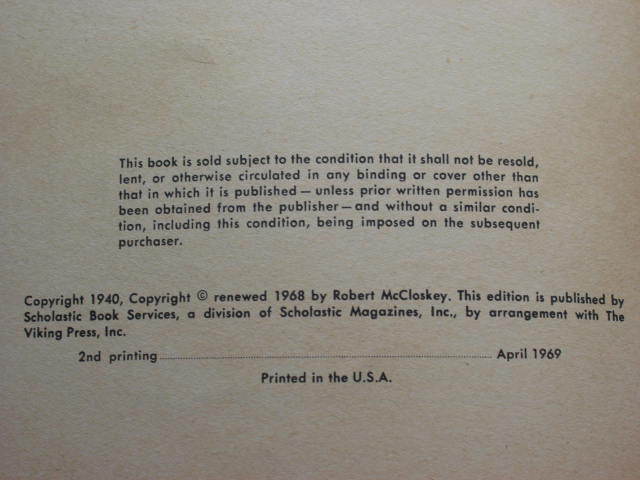 This book is sold subject to the condition that it shall not be resold,
lent, or otherwise circulated in any binding or cover other than
that in which it is published — unless prior written permission has
been obtained from the publisher — and without a similar condi-
tion, including this condition, being imposed on the subsequent
purchaser.
Copyright 1940, Copyright © renewed 1968 by Robert McCloskey. This edition is published by
Scholastic Book Services, a division of Scholastic Magazines, Inc., by arrangement with The
Viking Press, Inc.
2nd printing........................................................................ April 1969
Printed in the U.S.A.